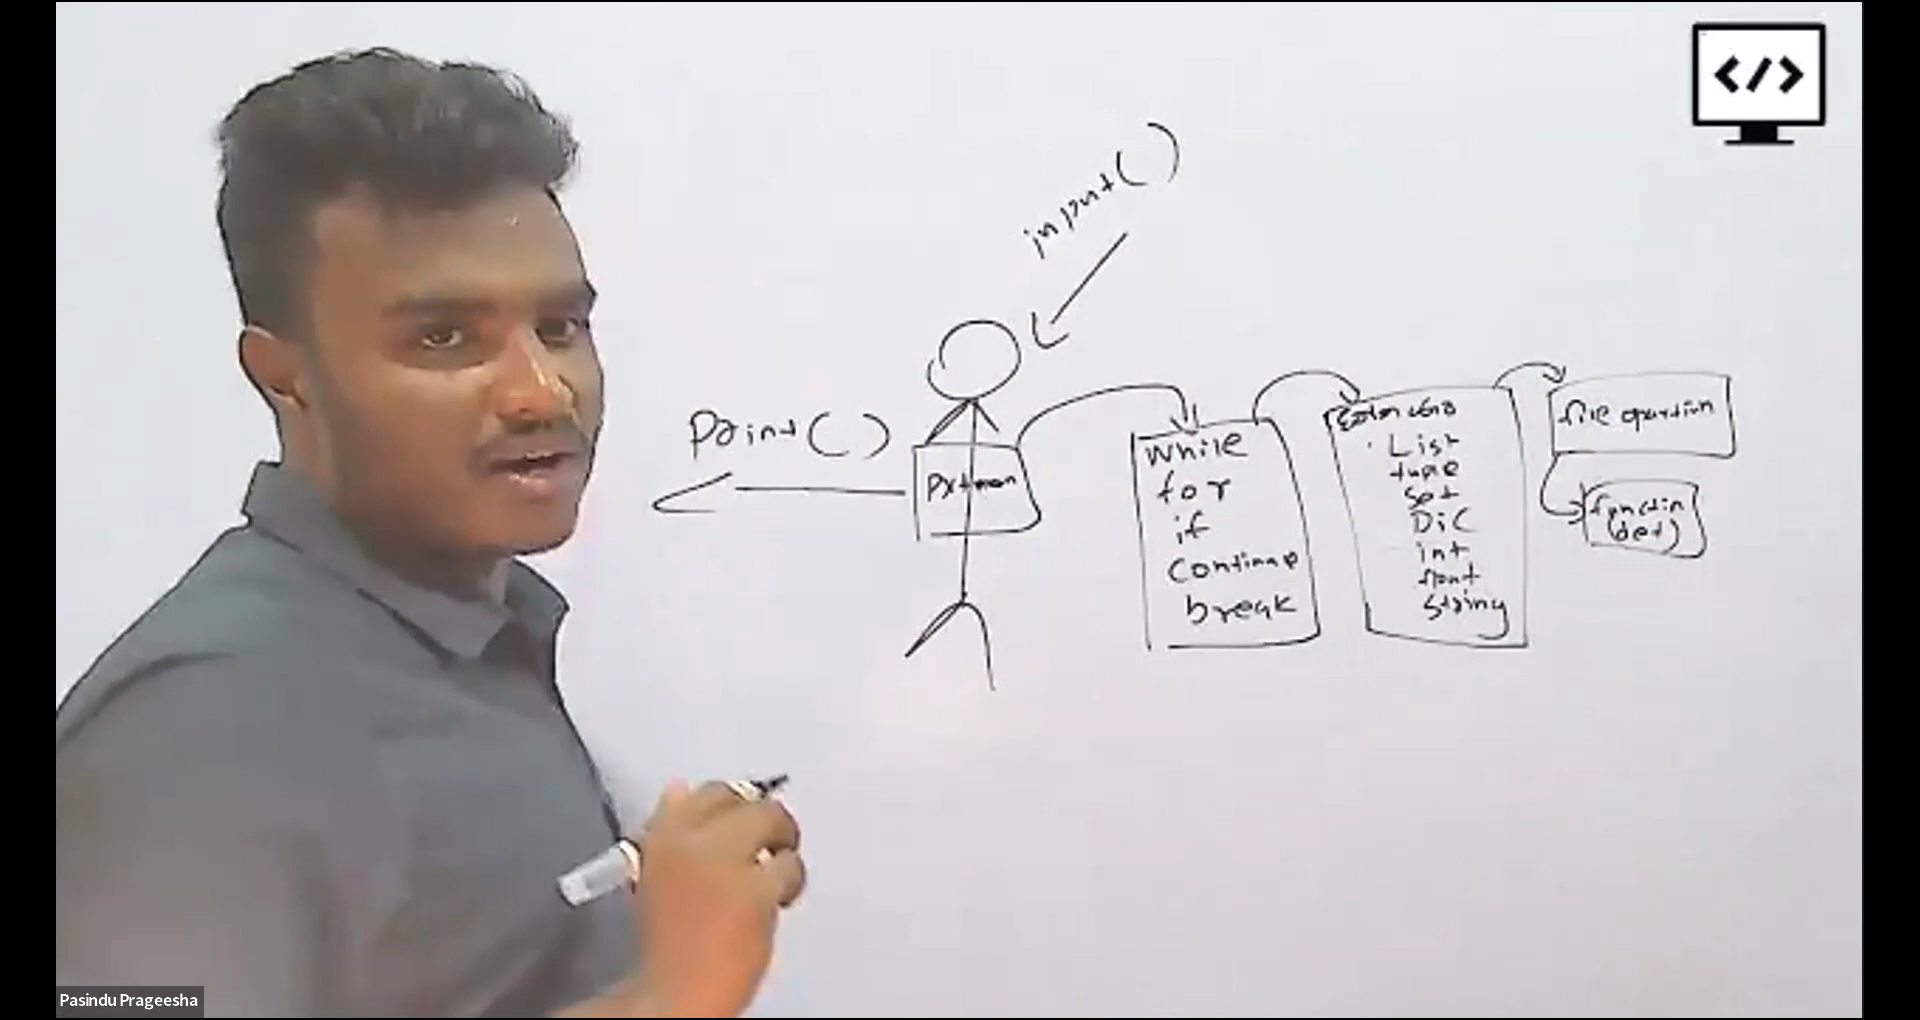 </>
input()
Print()
Python
While
for
if
Continue
break
List
tuple
Set
Dic
int
float
String
file opartion
function
(def)
Pasindu Prageesha